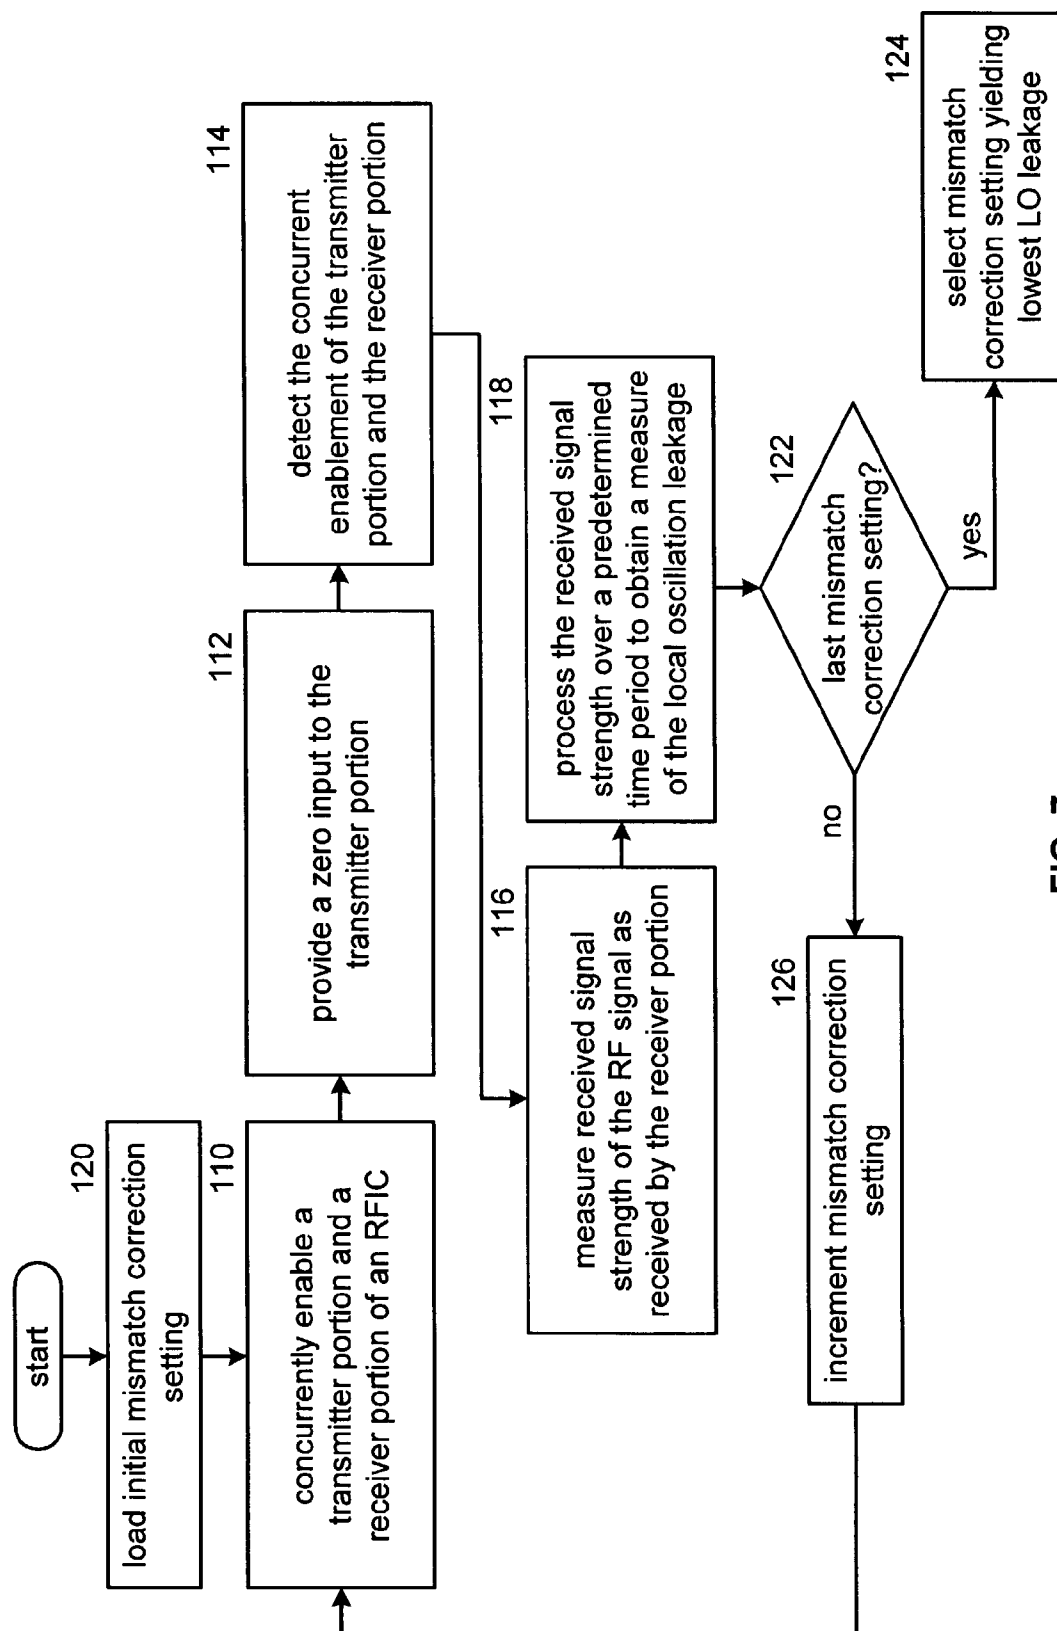 start
120
load initial mismatch correction
setting
110
concurrently enable a
transmitter portion and a
receiver portion of an RFIC
112
provide a zero input to the
transmitter portion
114
detect the concurrent
enablement of the transmitter
portion and the receiver portion
116
measure received signal
strength of the RF signal as
received by the receiver portion
118
process the received signal
strength over a predetermined
time period to obtain a measure
of the local oscillation leakage
122
last mismatch
correction setting?
no
yes
126
increment mismatch correction
setting
124
select mismatch
correction setting yielding
lowest LO leakage